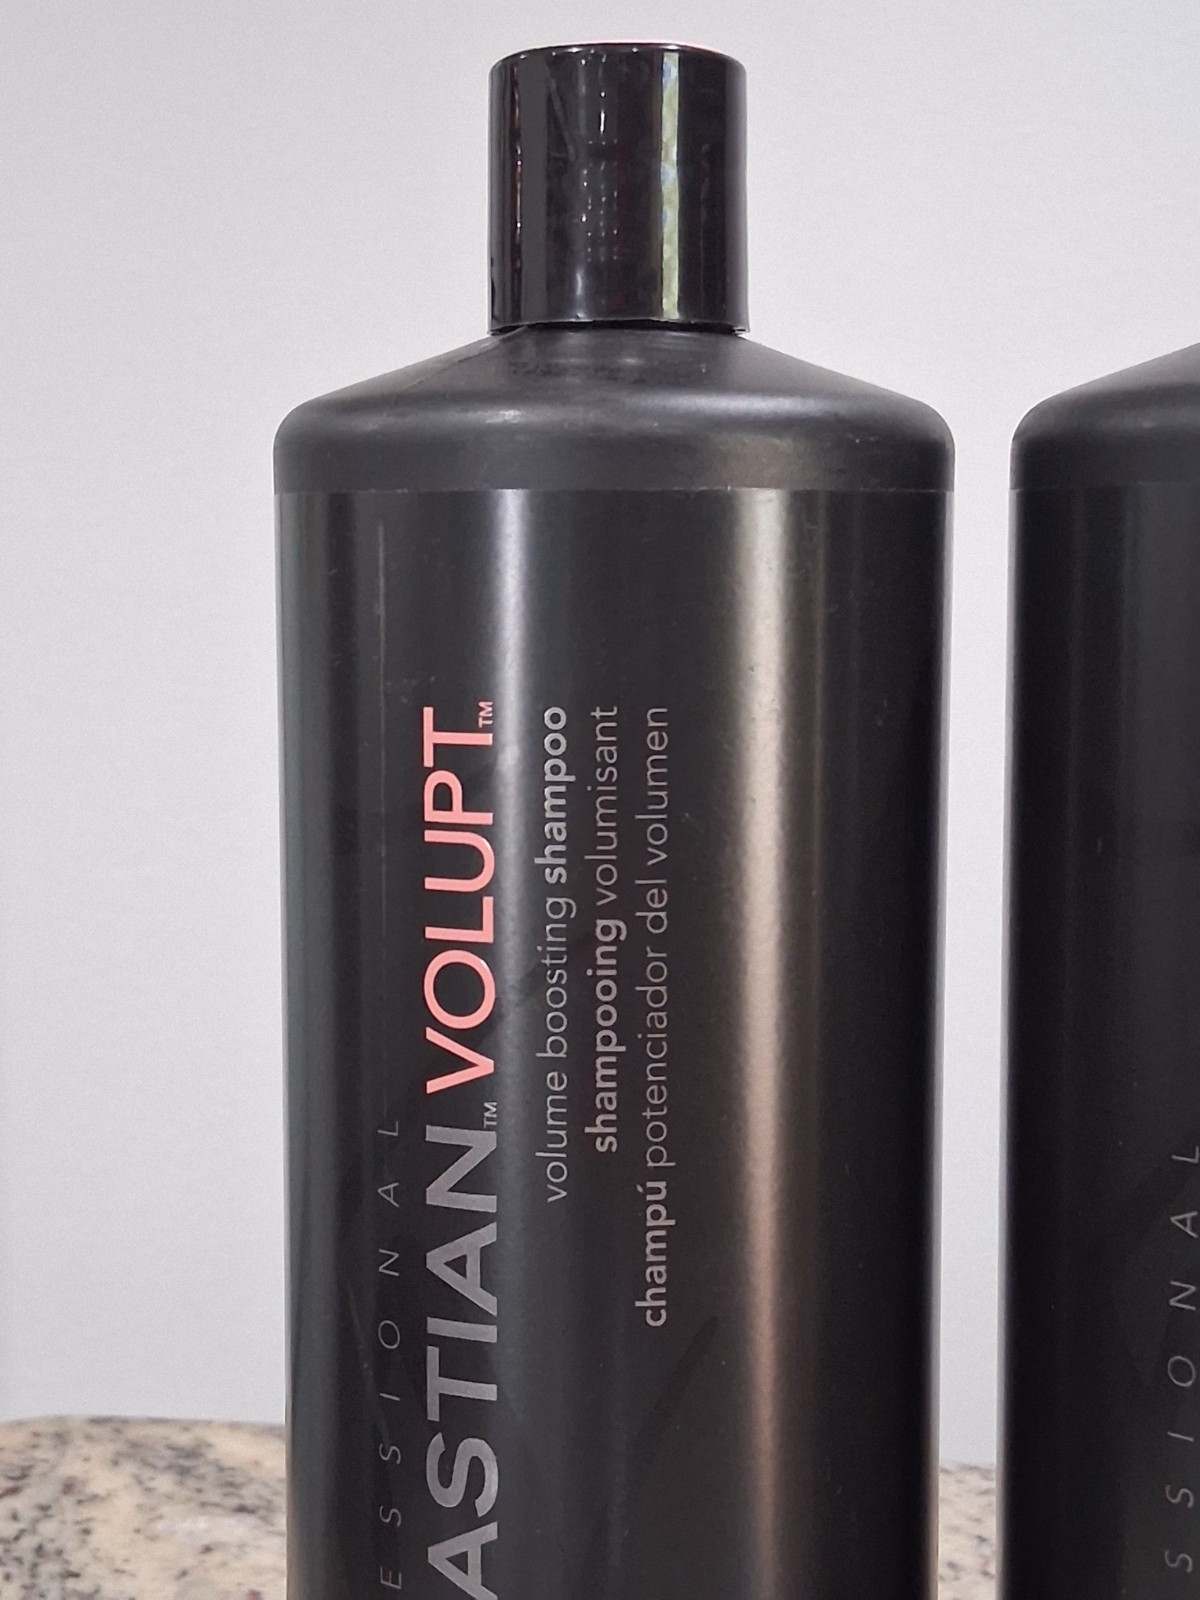 ESSIONAL
ASTIAN™ VOLUPT™
volume boosting shampoo
shampooing volumisant
champú potenciador del volumen
SSIONAL